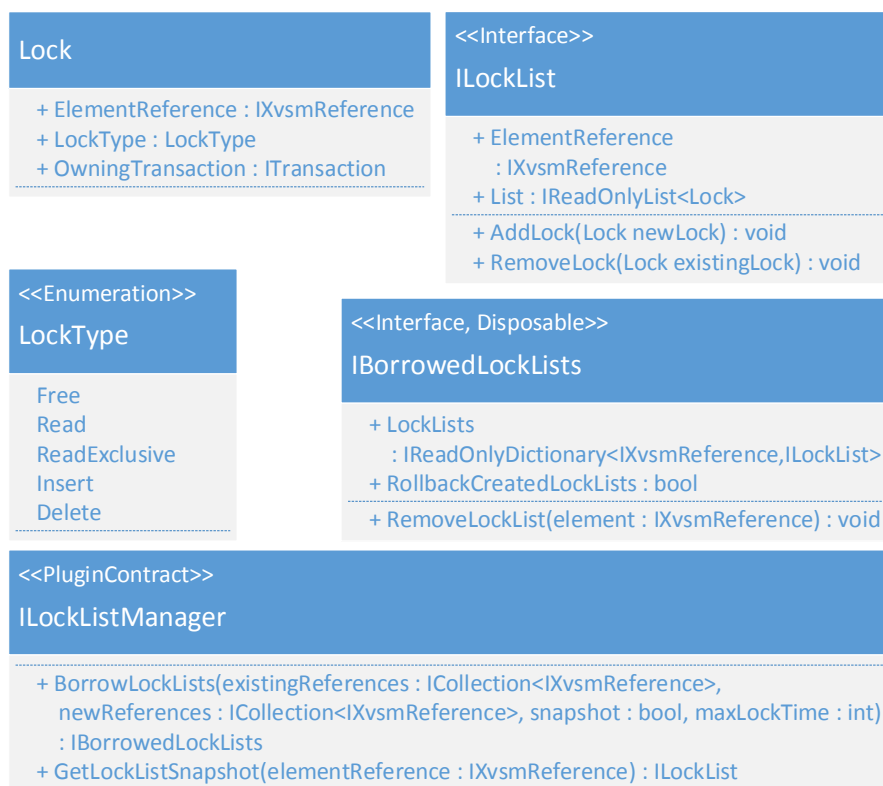 Lock
+ ElementReference : IXvsmReference
+ LockType : LockType
+ OwningTransaction : ITransaction
<<Interface>>
ILockList
+ ElementReference
: IXvsmReference
+ List : IReadOnlyList<Lock>
+ AddLock(Lock newLock) : void
+ RemoveLock(Lock existingLock) : void
<<Enumeration>>
LockType
Free
Read
ReadExclusive
Insert
Delete
<<Interface, Disposable>>
IBorrowedLockLists
+ LockLists
: IReadOnlyDictionary<IXvsmReference,ILockList>
+ RollbackCreatedLockLists : bool
+ RemoveLockList(element : IXvsmReference) : void
<<PluginContract>>
ILockListManager
+ BorrowLockLists(existingReferences : ICollection<IXvsmReference>,
newReferences : ICollection<IXvsmReference>, snapshot : bool, maxLockTime : int)
: IBorrowedLockLists
+ GetLockListSnapshot(elementReference : IXvsmReference) : ILockList